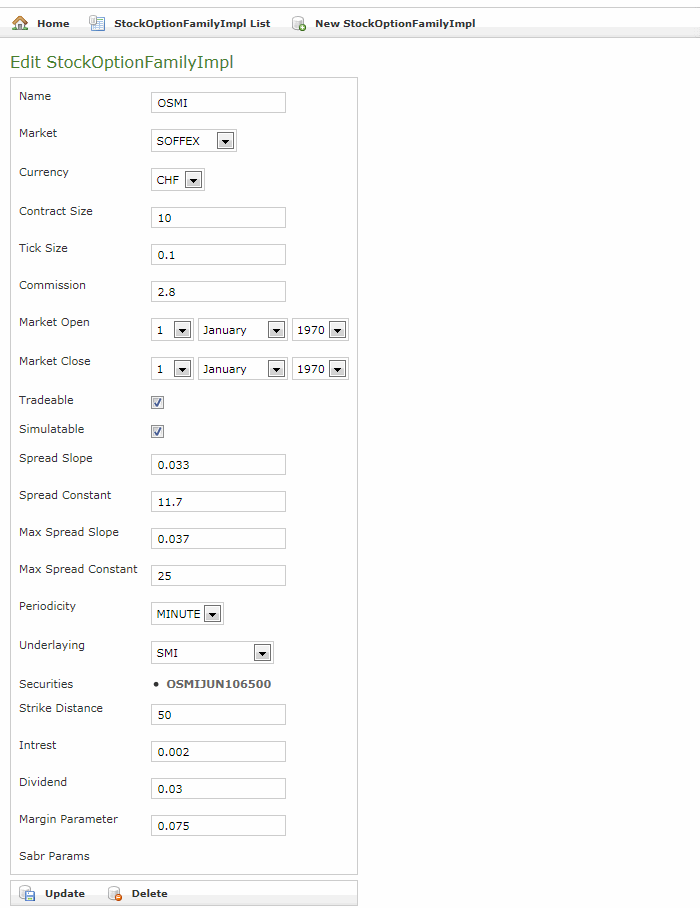 Home StockOptionFamilyImpl List New StockOptionFamilyImpl
Edit StockOptionFamilyImpl
Name OSMI
Market SOFFEX
Currency CHF
Contract Size 10
Tick Size 0.1
Commission 2.8
Market Open 1 January 1970
Market Close 1 January 1970
Tradeable
Simulatable
Spread Slope 0.033
Spread Constant 11.7
Max Spread Slope 0.037
Max Spread Constant 25
Periodicity MINUTE
Underlaying SMI
Securities • OSMIJUN106500
Strike Distance 50
Intrest 0.002
Dividend 0.03
Margin Parameter 0.075
Sabr Params
Update Delete